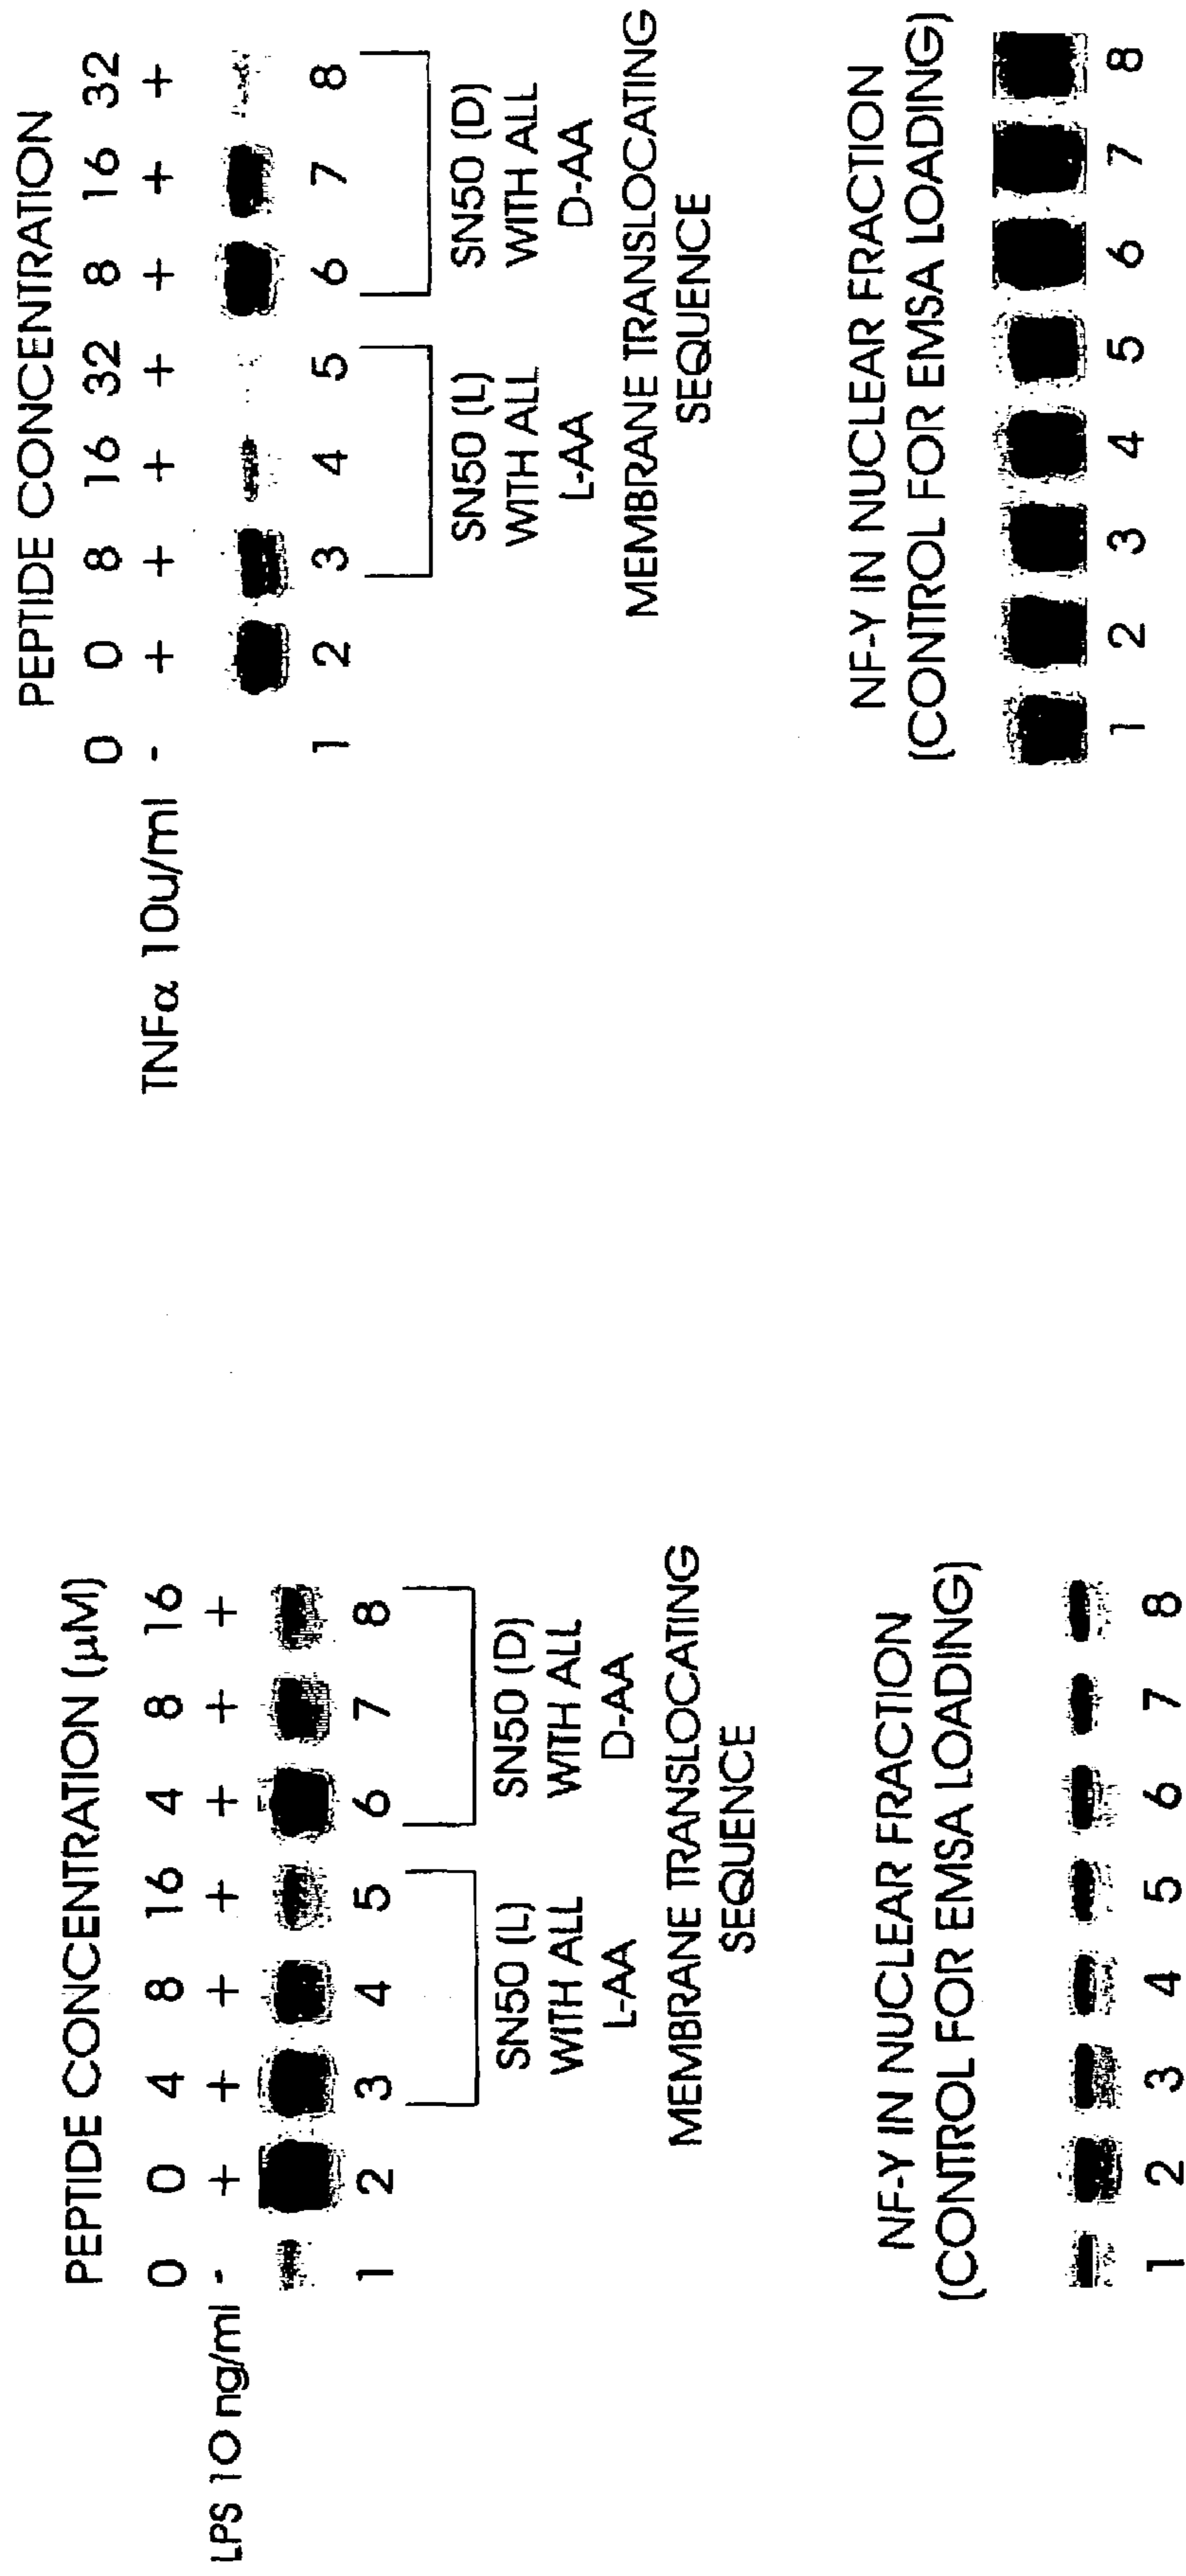 PEPTIDE CONCENTRATION (µM)
0 0 4 8 16 4 8 16
LPS 10 ng/ml - + + + + + + +
1 2 3 4 5 6 7 8
SN50 (L) SN50 (D)
WITH ALL WITH ALL
L-AA D-AA
MEMBRANE TRANSLOCATING
SEQUENCE
NF-Y IN NUCLEAR FRACTION
(CONTROL FOR EMSA LOADING)
1 2 3 4 5 6 7 8
PEPTIDE CONCENTRATION
0 0 8 16 32 8 16 32
TNFα 10u/ml - + + + + + + +
1 2 3 4 5 6 7 8
SN50 (L) SN50 (D)
WITH ALL WITH ALL
L-AA D-AA
MEMBRANE TRANSLOCATING
SEQUENCE
NF-Y IN NUCLEAR FRACTION
(CONTROL FOR EMSA LOADING)
1 2 3 4 5 6 7 8